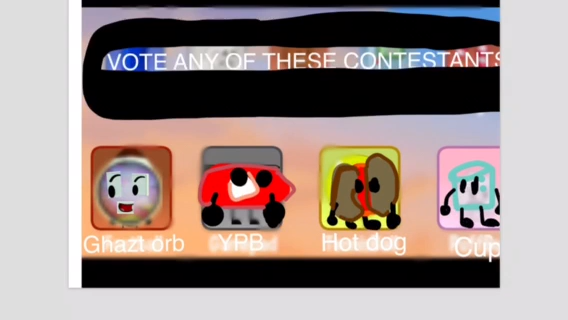 VOTE ANY OF THESE CONTESTANTS
Ghazt orb YPB Hot dog Cup